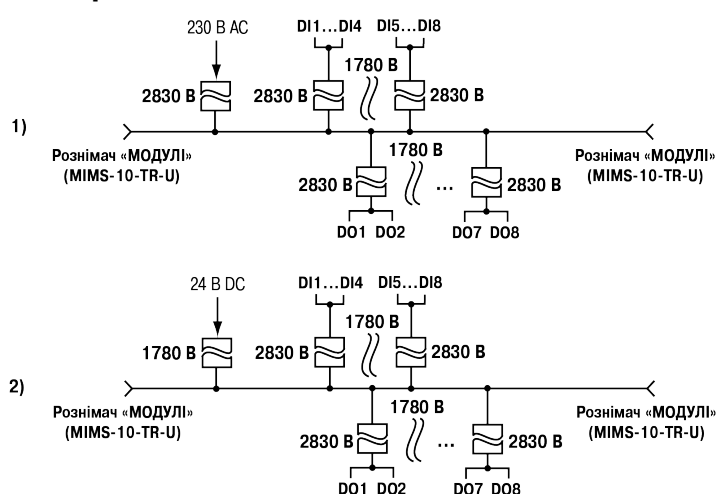 230 В AC
DI1...DI4 DI5...DI8
1780 В
2830 В 2830 В 2830 В
1)
Рознімач «МОДУЛІ»
(MIMS-10-TR-U)
1780 В
Рознімач «МОДУЛІ»
(MIMS-10-TR-U)
2830 В ... 2830 В
DO1 DO2 DO7 DO8
24 В DC
DI1...DI4 DI5...DI8
1780 В
1780 В 2830 В 2830 В
2)
Рознімач «МОДУЛІ»
(MIMS-10-TR-U)
1780 В
Рознімач «МОДУЛІ»
(MIMS-10-TR-U)
2830 В ... 2830 В
DO1 DO2 DO7 DO8